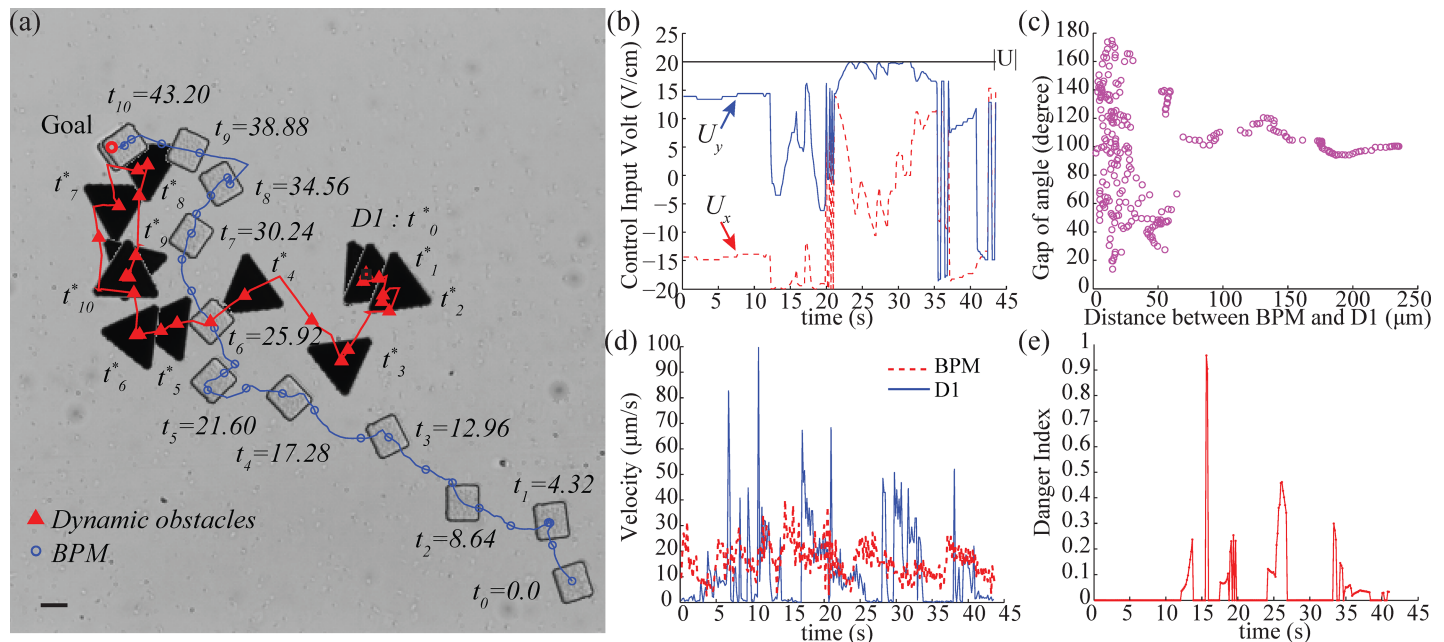 (a)
t10=43.20
Goal
t9=38.88
t*7
t*8
t8=34.56
t*9
t7=30.24
D1 : t*0
t*4
t*1
t*10
t*2
t6=25.92
t*6
t*5
t*3
t5=21.60
t3=12.96
t4=17.28
t1=4.32
Dynamic obstacles
BPM
t2=8.64
t0=0.0
(b)
Control Input Volt (V/cm)
25
20
15
10
5
0
−5
−10
−15
−20
|U|
Uy
Ux
0 5 10 15 20 25 30 35 40 45
time (s)
(c)
Gap of angle (degree)
180
160
140
120
100
80
60
40
20
0
0 50 100 150 200 250
Distance between BPM and D1 (μm)
(d)
Velocity (μm/s)
100
90
80
70
60
50
40
30
20
10
0
BPM
D1
0 5 10 15 20 25 30 35 40 45
time (s)
(e)
Danger Index
1
0.9
0.8
0.7
0.6
0.5
0.4
0.3
0.2
0.1
0
0 5 10 15 20 25 30 35 40 45
time (s)